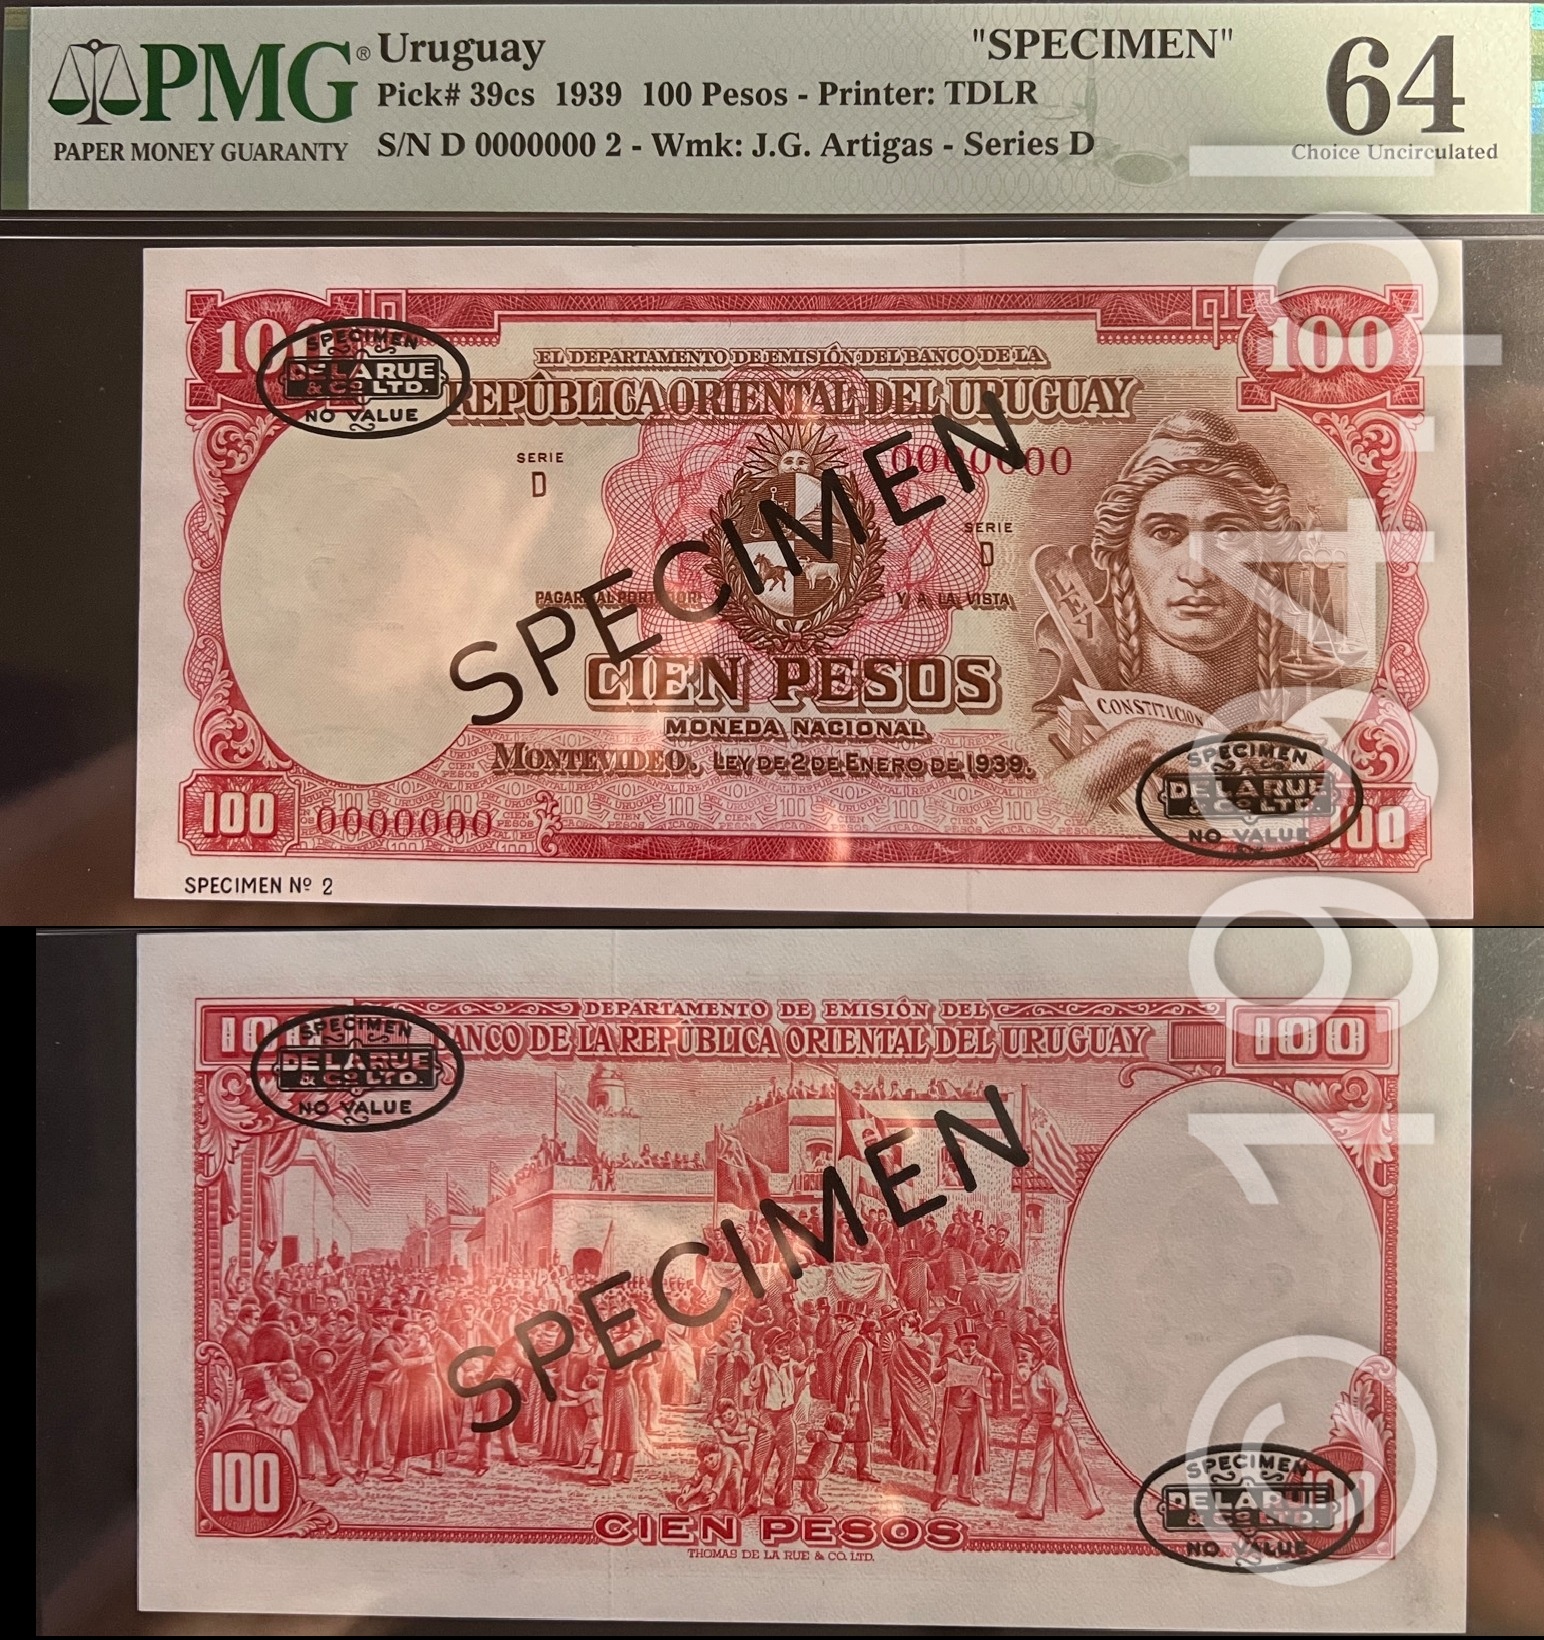 PMG®
PAPER MONEY GUARANTY
Uruguay
"SPECIMEN"
Pick# 39cs 1939 100 Pesos - Printer: TDLR
S/N D 0000000 2 - Wmk: J.G. Artigas - Series D
64
Choice Uncirculated
100
100
SPECIMEN
DE LA RUE
& CO. LTD.
NO VALUE
EL DEPARTAMENTO DE EMISIÓN DEL BANCO DE LA
REPÚBLICA ORIENTAL DEL URUGUAY
SERIE
D
0000000
SERIE
D
SPECIMEN
PAGARÁ AL PORTADOR Y A LA VISTA
LEY
CONSTITUCION
CIEN PESOS
MONEDA NACIONAL
MONTEVIDEO, LEY DE 2 DE ENERO DE 1939.
SPECIMEN
DE LA RUE
& CO. LTD.
NO VALUE
100
0000000
100
SPECIMEN Nº 2
100
100
SPECIMEN
DE LA RUE
& CO. LTD.
NO VALUE
DEPARTAMENTO DE EMISIÓN DEL
BANCO DE LA REPÚBLICA ORIENTAL DEL URUGUAY
SPECIMEN
100
SPECIMEN
DE LA RUE
& CO. LTD.
NO VALUE
100
CIEN PESOS
THOMAS DE LA RUE & CO. LTD.